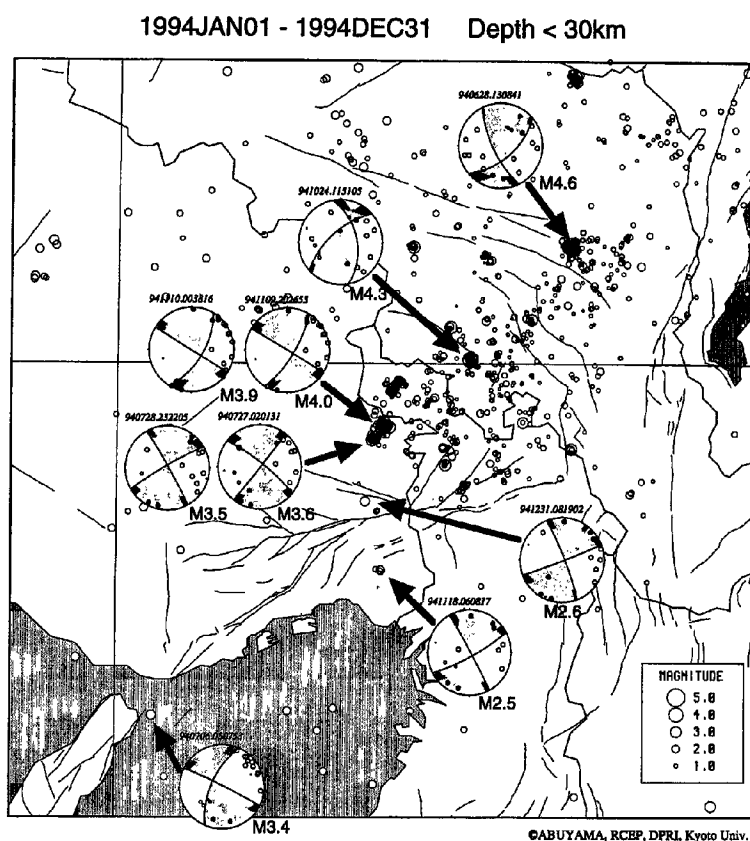 1994JAN01 - 1994DEC31 Depth < 30km
940628.130841
M4.6
941024.115105
M4.3
941110.003816
941109.202655
M3.9
M4.0
940728.232205
940727.020131
M3.5
M3.6
941231.081902
M2.6
941118.060817
M2.5
M3.4
MAGNITUDE
5.0
4.0
3.0
2.0
1.0
©ABUYAMA, RCEP, DPRI, Kyoto Univ.